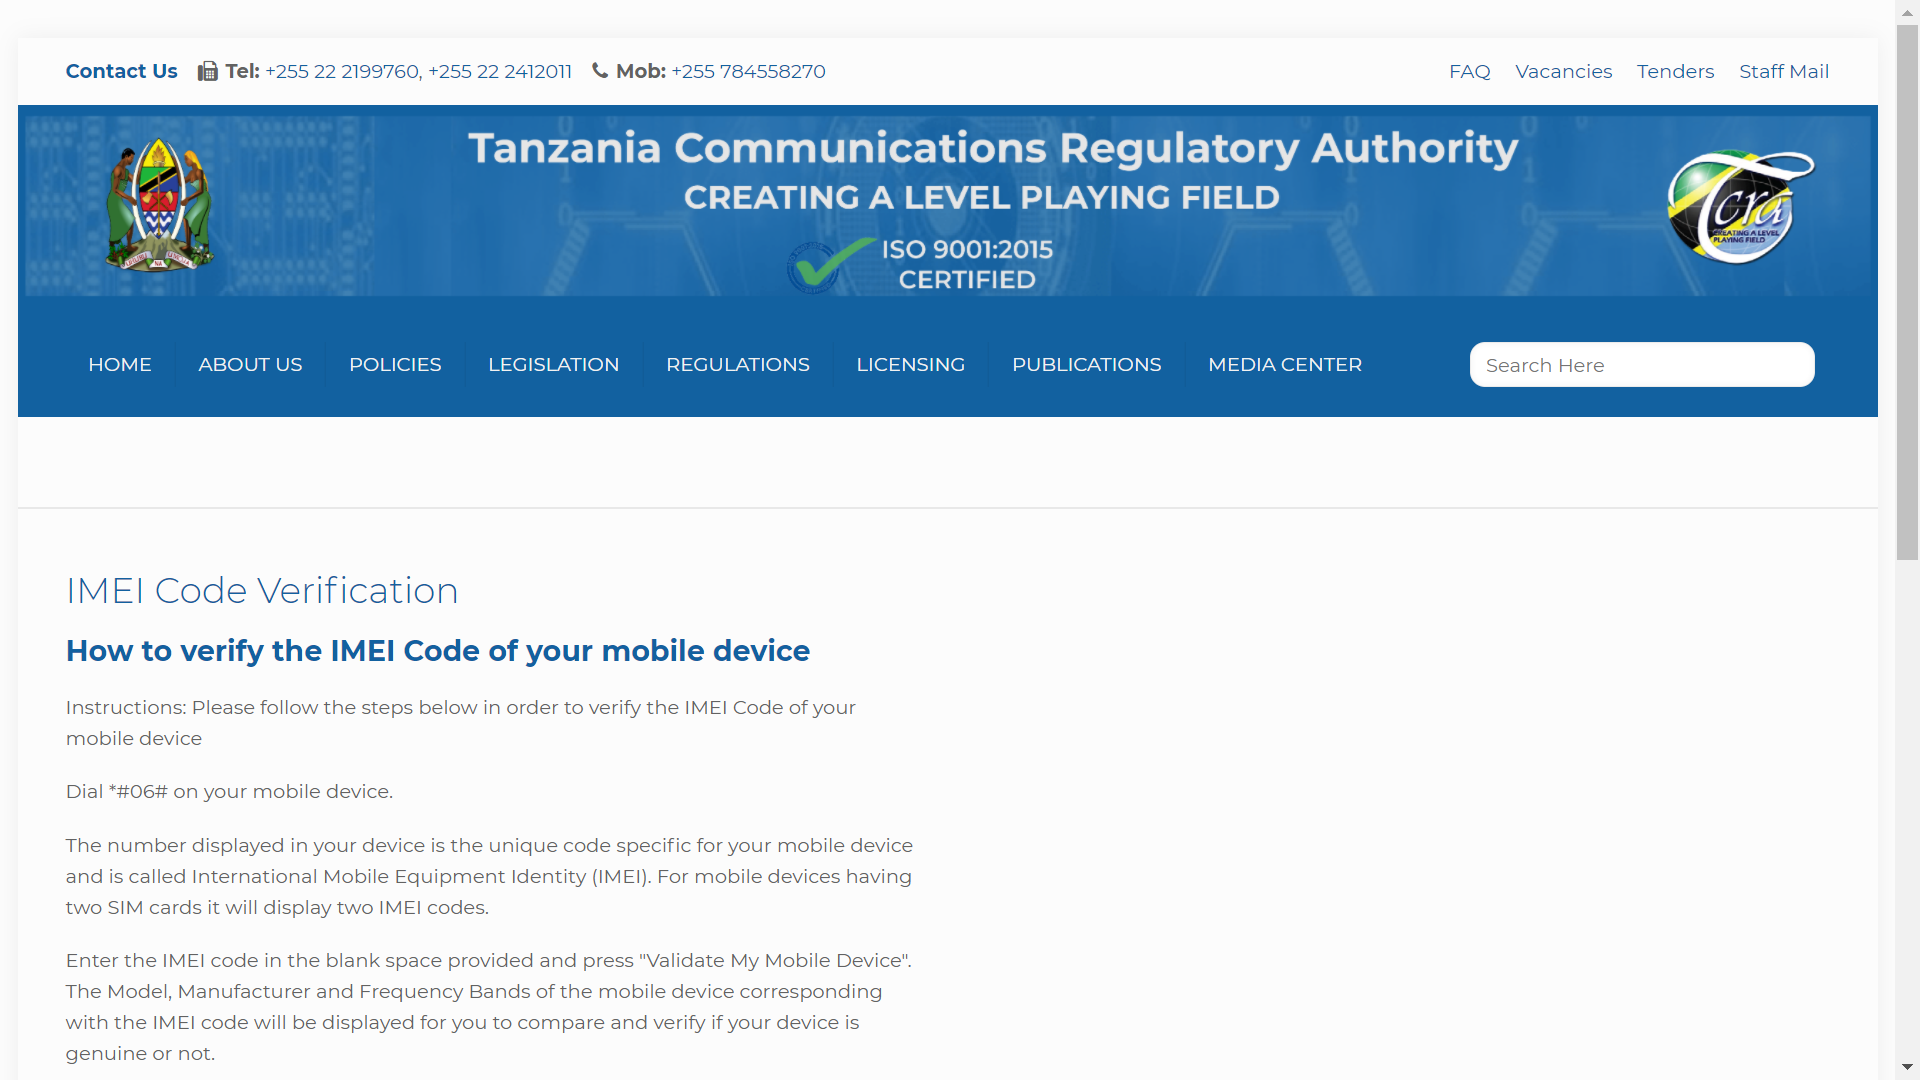 Contact Us Tel: +255 22 2199760, +255 22 2412011 Mob: +255 784558270
FAQ Vacancies Tenders Staff Mail
Tanzania Communications Regulatory Authority
CREATING A LEVEL PLAYING FIELD
ISO 9001:2015
CERTIFIED
tcra
CREATING A LEVEL
PLAYING FIELD
HOME ABOUT US POLICIES LEGISLATION REGULATIONS LICENSING PUBLICATIONS MEDIA CENTER
Search Here
IMEI Code Verification
How to verify the IMEI Code of your mobile device
Instructions: Please follow the steps below in order to verify the IMEI Code of your
mobile device
Dial *#06# on your mobile device.
The number displayed in your device is the unique code specific for your mobile device
and is called International Mobile Equipment Identity (IMEI). For mobile devices having
two SIM cards it will display two IMEI codes.
Enter the IMEI code in the blank space provided and press "Validate My Mobile Device".
The Model, Manufacturer and Frequency Bands of the mobile device corresponding
with the IMEI code will be displayed for you to compare and verify if your device is
genuine or not.